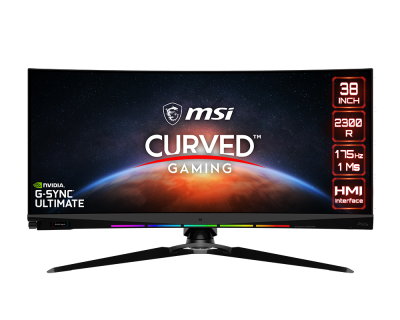 msi
CURVED™
GAMING
NVIDIA.
G-SYNC
ULTIMATE
38
INCH
2300
R
175Hz
1 Ms
HMI
Interface